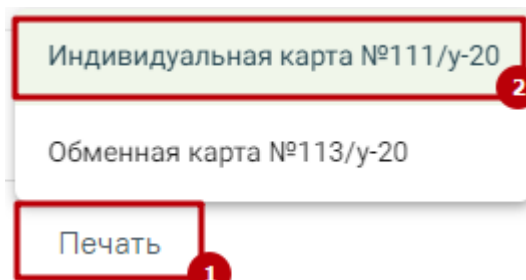 Индивидуальная карта №111/у-20
2
Обменная карта №113/у-20
Печать
1